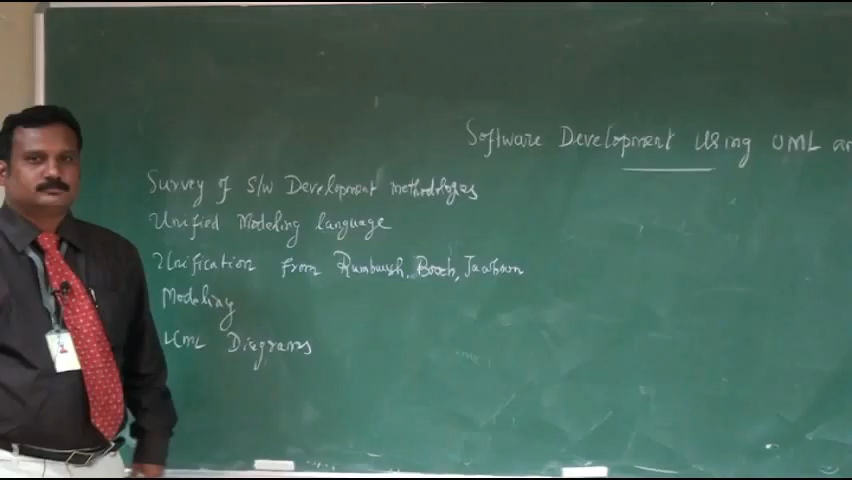 Software Development Using UML an
Survey of S/W Development methodologies
Unified Modeling language
Unification from Rumbaugh, Booch, Jacobson
Modeling
UML Diagrams